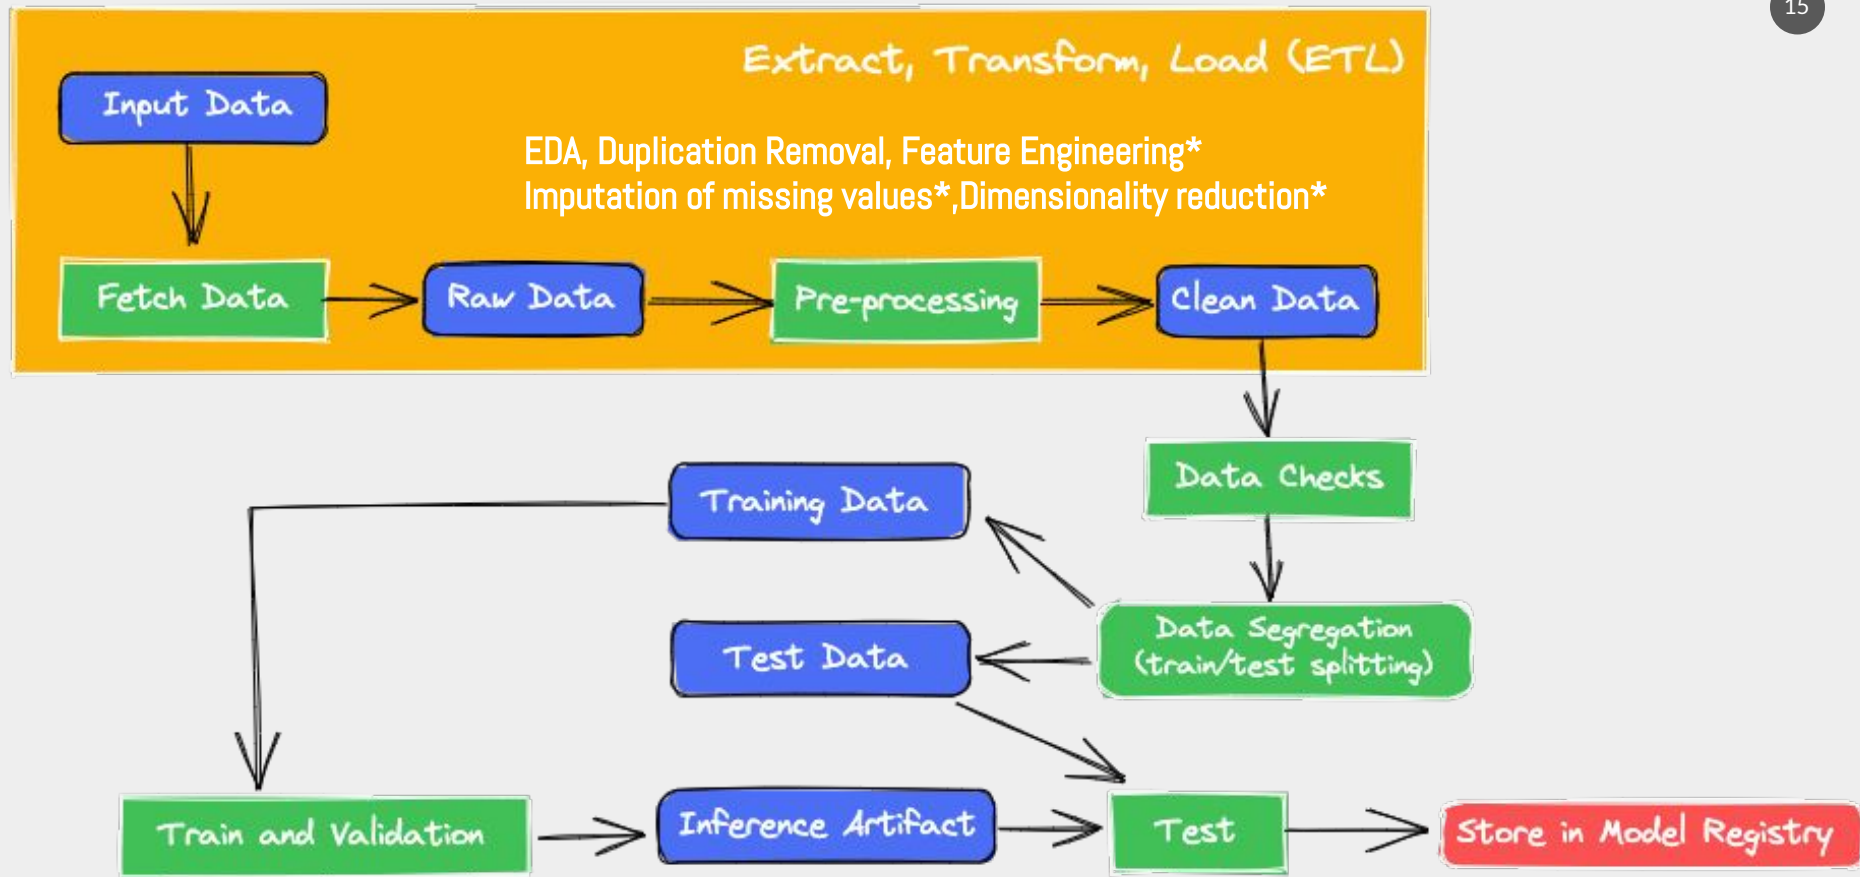 15
Extract, Transform, Load (ETL)
Input Data
EDA, Duplication Removal, Feature Engineering*
Imputation of missing values*,Dimensionality reduction*
Fetch Data
Raw Data
Pre-processing
Clean Data
Data Checks
Training Data
Data Segregation
(train/test splitting)
Test Data
Train and Validation
Inference Artifact
Test
Store in Model Registry